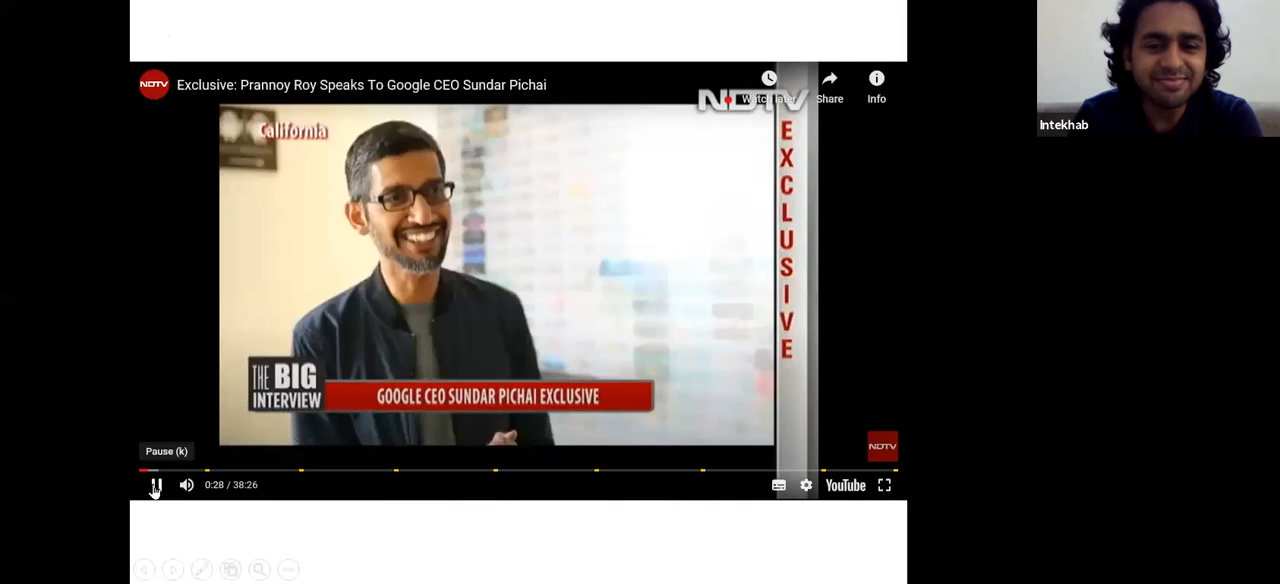 NDTV
Exclusive: Prannoy Roy Speaks To Google CEO Sundar Pichai
Watch later
Share
Info
NDTV
California
EXCLUSIVE
Intekhab
THE BIG
INTERVIEW
GOOGLE CEO SUNDAR PICHAI EXCLUSIVE
NDTV
Pause (k)
0:28 / 38:26
YouTube